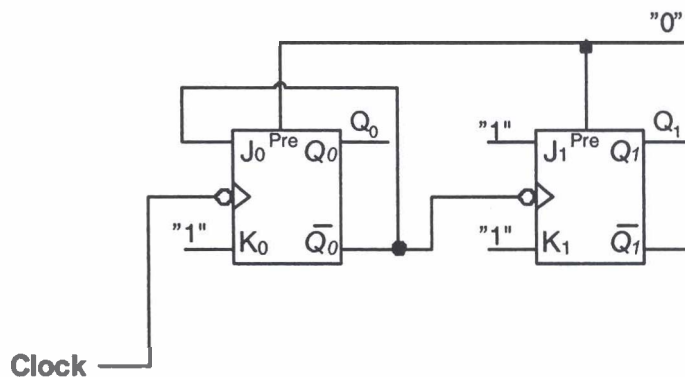 "0"
Q0 Q1
J0 Pre Q0 "1" J1 Pre Q1
"1" K0 Q̅0 "1" K1 Q̅1
Clock